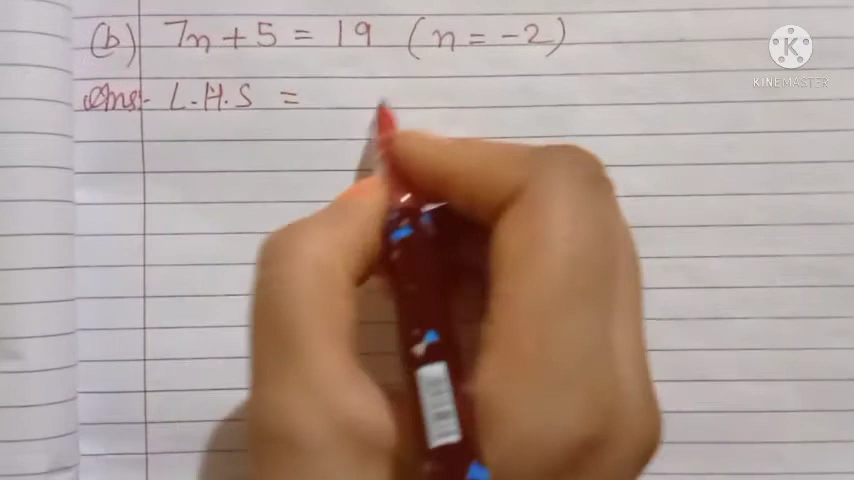 (b) 7n + 5 = 19 (n = -2)
Ans:- L.H.S =
K
KINEMASTER